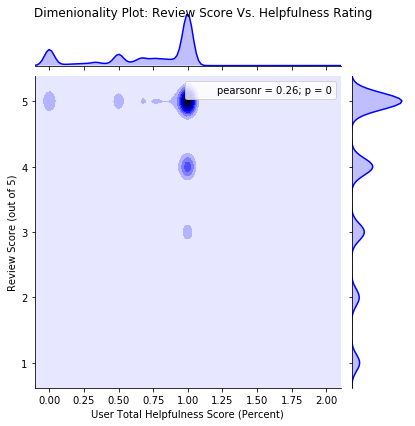 Dimenionality Plot: Review Score Vs. Helpfulness Rating
pearsonr = 0.26; p = 0
5
4
3
2
1
Review Score (out of 5)
0.00 0.25 0.50 0.75 1.00 1.25 1.50 1.75 2.00
User Total Helpfulness Score (Percent)